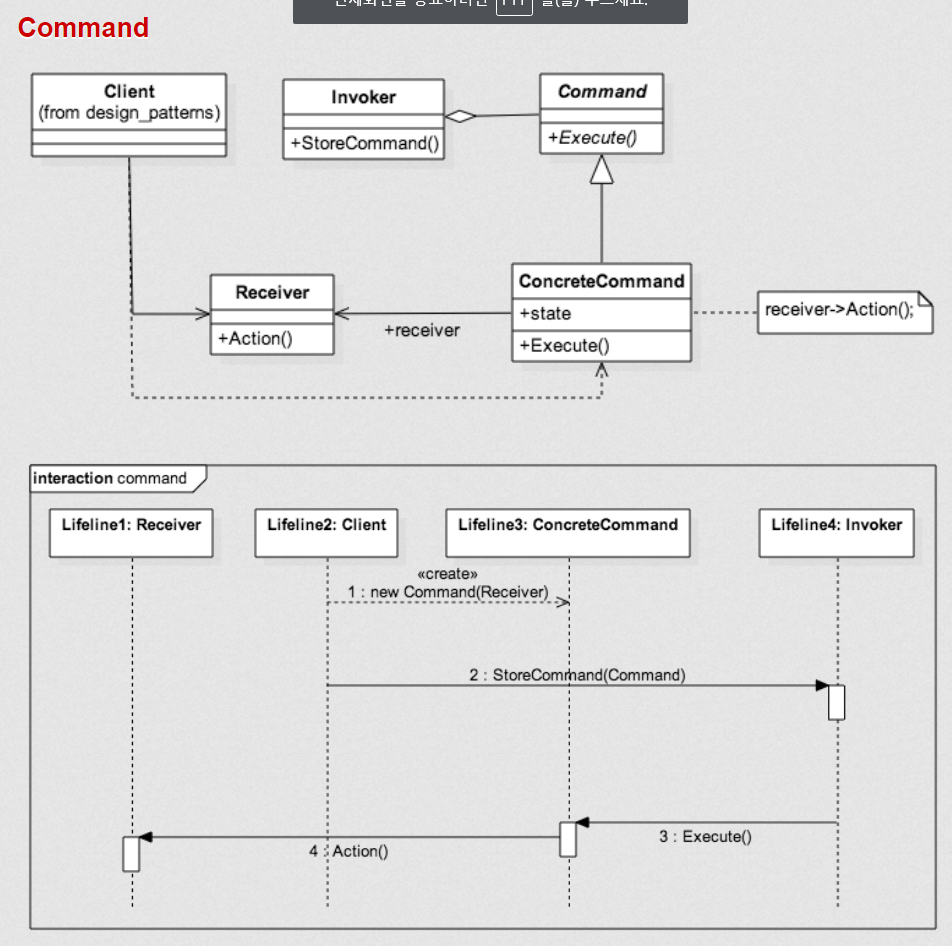 Command
Client
(from design_patterns)
Invoker
+StoreCommand()
Command
+Execute()
Receiver
+Action()
+receiver
ConcreteCommand
+state
+Execute()
receiver->Action();
interaction command
Lifeline1: Receiver
Lifeline2: Client
Lifeline3: ConcreteCommand
Lifeline4: Invoker
«create»
1 : new Command(Receiver)
2 : StoreCommand(Command)
3 : Execute()
4 : Action()